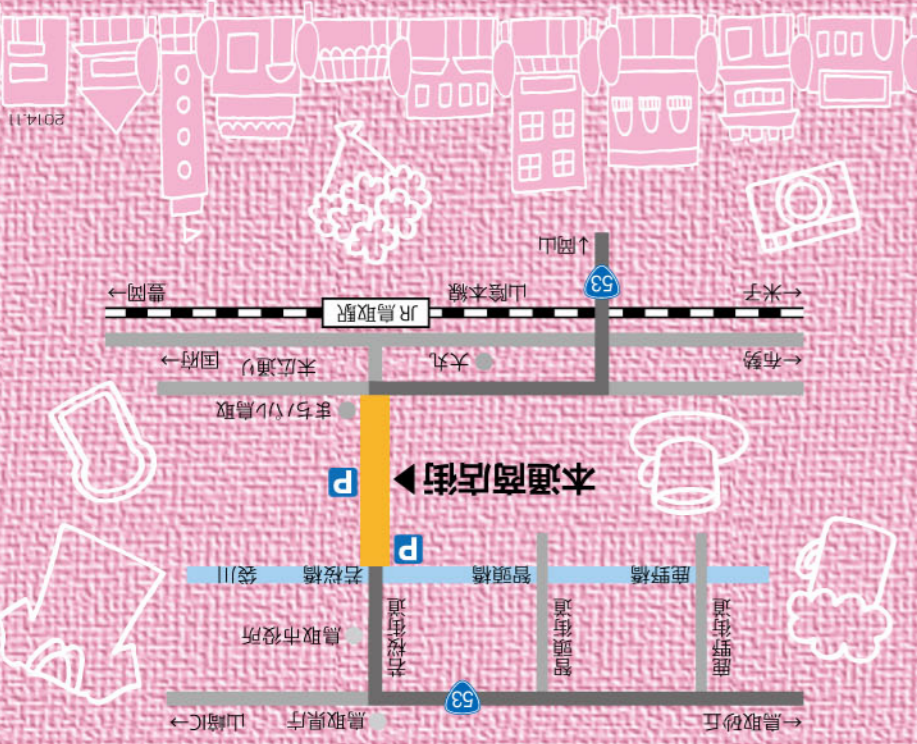 ←鳥取砂丘
鳥取県庁
山崎IC→
53
鹿野街道
智頭街道
若桜街道
鳥取市役所
鹿野橋
智頭橋
若桜橋
袋川
P
本通商店街▶
P
まちパル鳥取
←布勢
大丸
末広通り
国府→
←米子
山陰本線
JR鳥取駅
豊岡→
53
↓岡山
2014.11